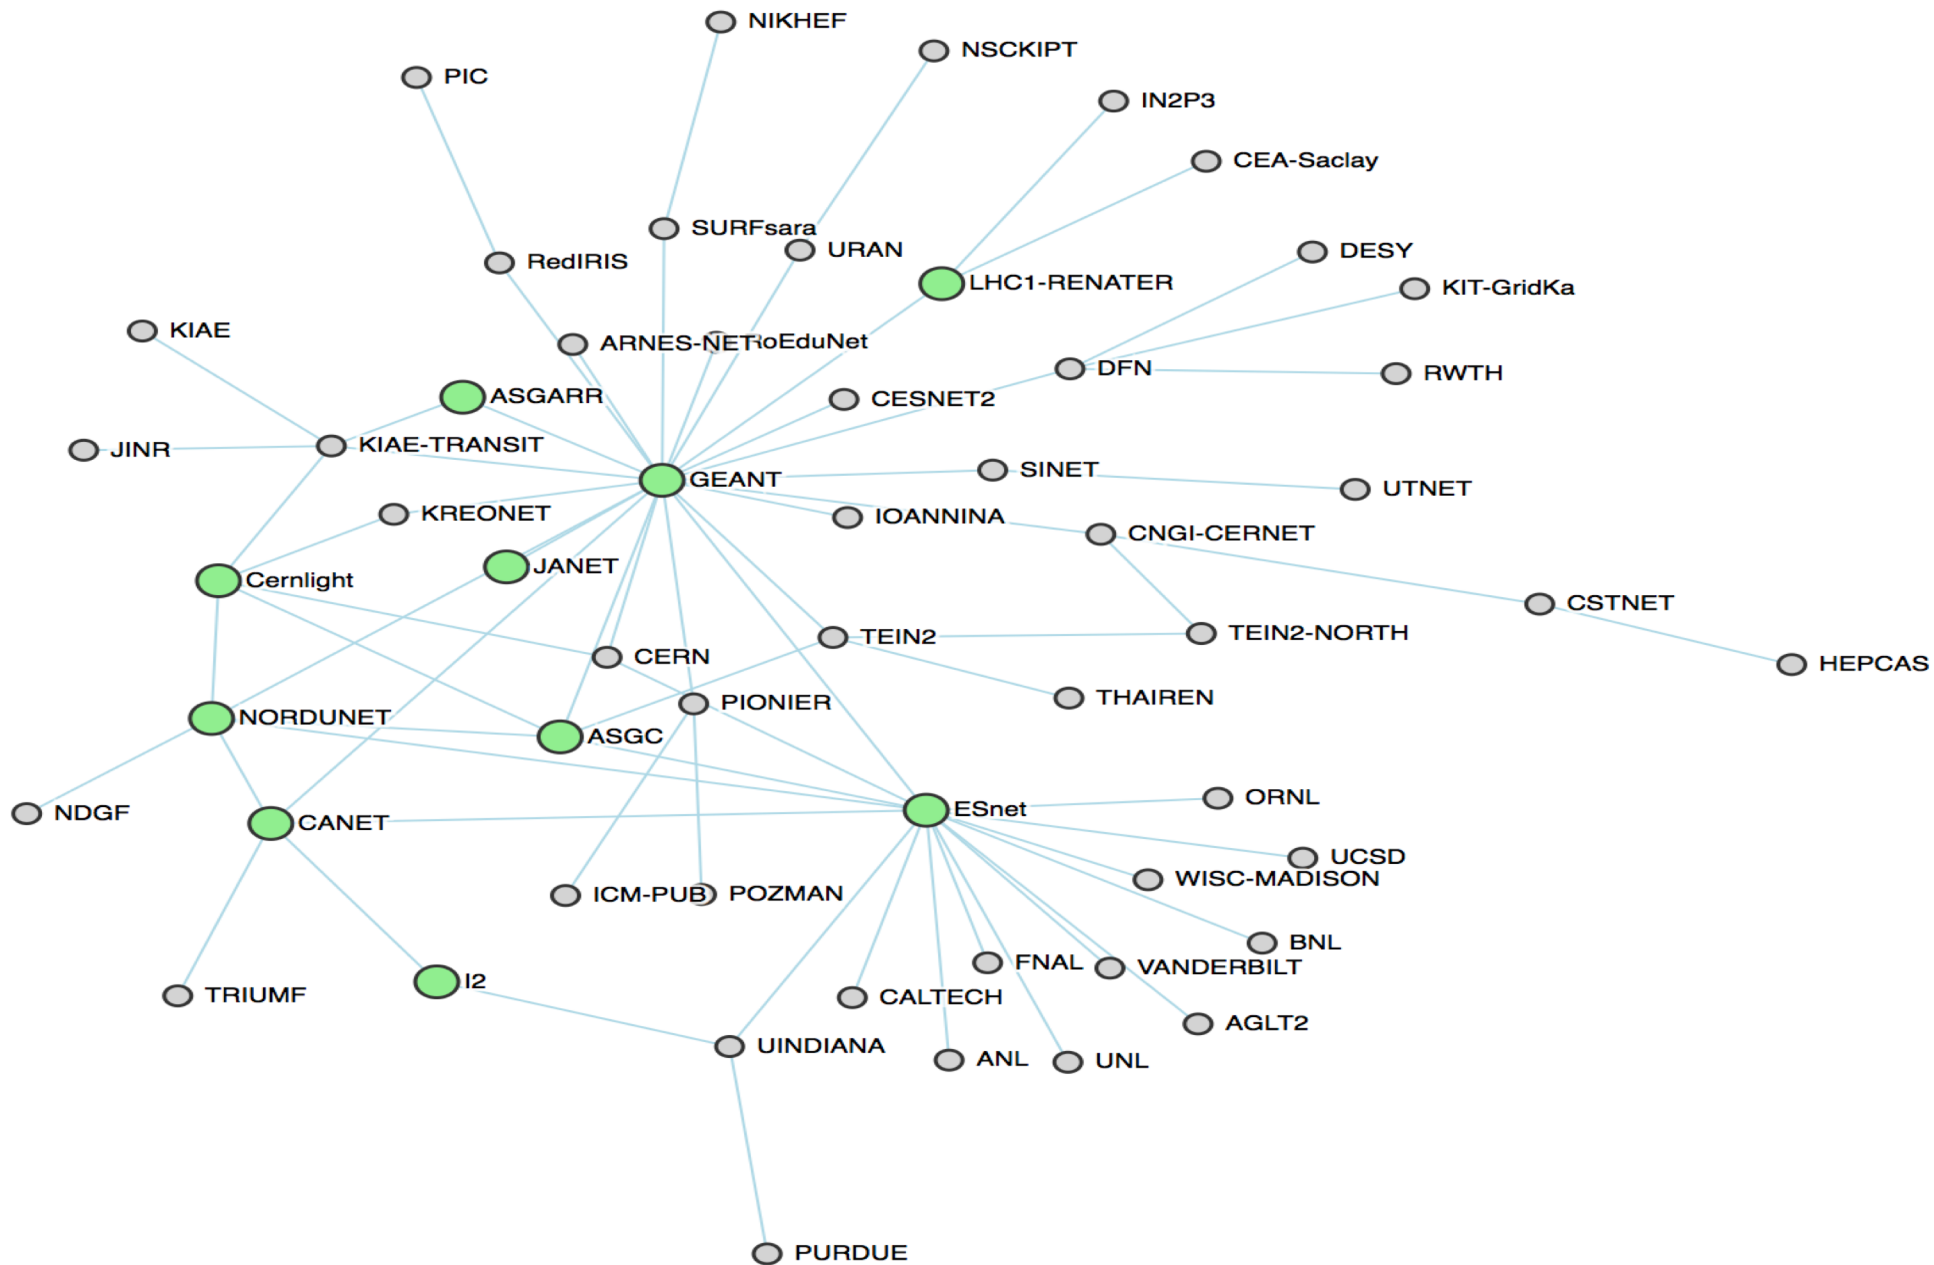 NIKHEF
NSCKIPT
PIC
IN2P3
CEA-Saclay
SURFsara
URAN
DESY
RedIRIS
LHC1-RENATER
KIT-GridKa
KIAE
ARNES-NET
RoEduNet
DFN
RWTH
ASGARR
CESNET2
KIAE-TRANSIT
JINR
SINET
GEANT
UTNET
KREONET
IOANNINA
CNGI-CERNET
JANET
Cernlight
CSTNET
TEIN2
TEIN2-NORTH
CERN
HEPCAS
THAIREN
PIONIER
NORDUNET
ASGC
ORNL
ESnet
NDGF
CANET
UCSD
WISC-MADISON
ICM-PUB
POZMAN
BNL
FNAL
VANDERBILT
I2
TRIUMF
CALTECH
AGLT2
UINDIANA
ANL
UNL
PURDUE